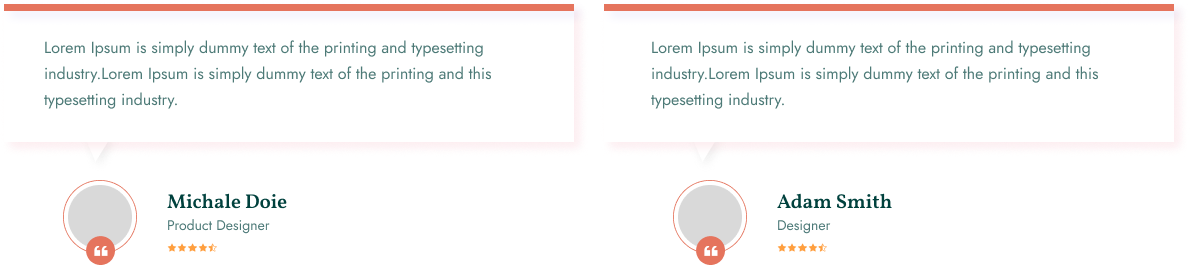 Lorem Ipsum is simply dummy text of the printing and typesetting
industry.Lorem Ipsum is simply dummy text of the printing and this
typesetting industry.
Michale Doie
Product Designer
Lorem Ipsum is simply dummy text of the printing and typesetting
industry.Lorem Ipsum is simply dummy text of the printing and this
typesetting industry.
Adam Smith
Designer